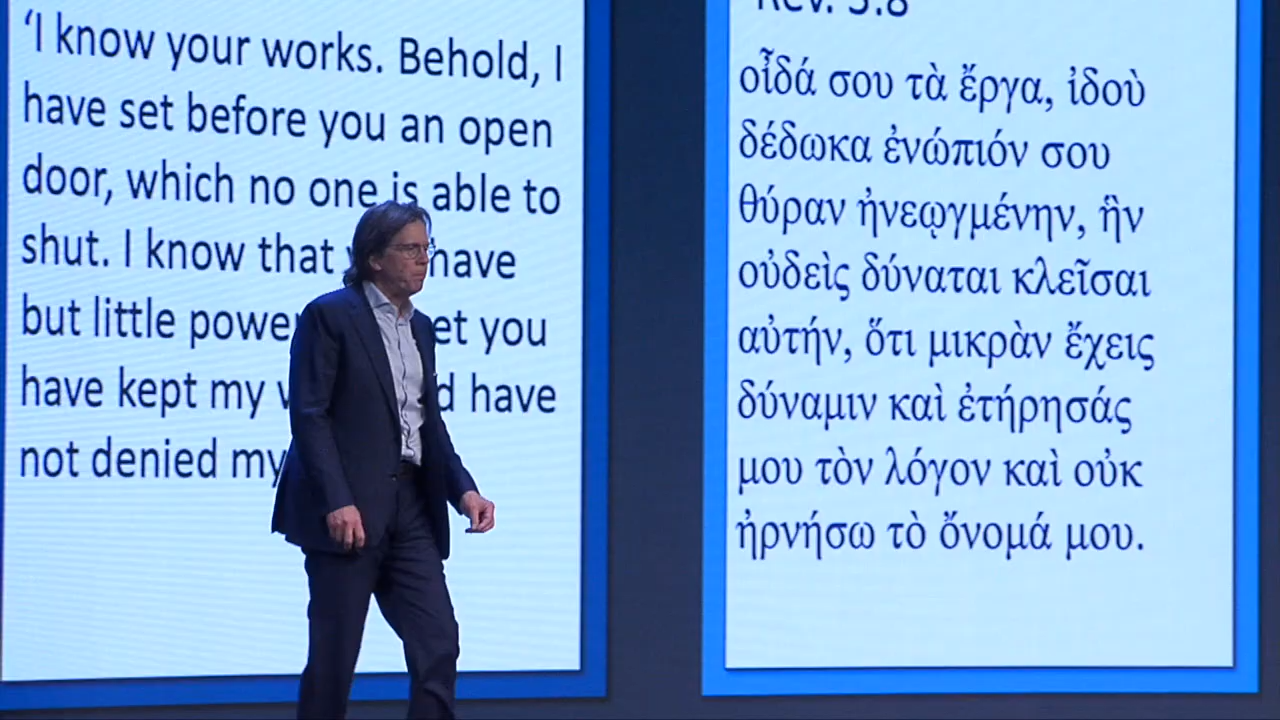 ‘I know your works. Behold, I
have set before you an open
door, which no one is able to
shut. I know that have
but little power you
have kept my have
not denied my
Rev. 3:8
οἶδά σου τὰ ἔργα, ἰδοὺ
δέδωκα ἐνώπιόν σου
θύραν ἠνεῳγμένην, ἣν
οὐδεὶς δύναται κλεῖσαι
αὐτήν, ὅτι μικρὰν ἔχεις
δύναμιν καὶ ἐτήρησάς
μου τὸν λόγον καὶ οὐκ
ἠρνήσω τὸ ὄνομά μου.